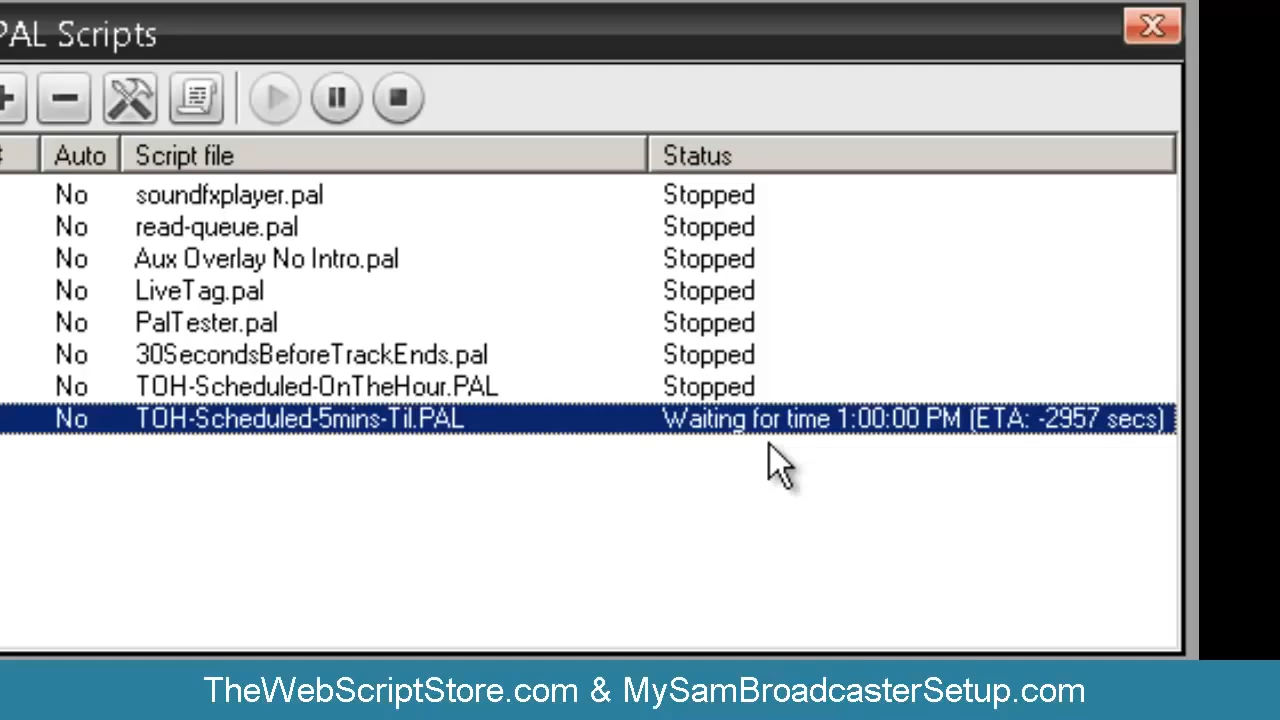 PAL Scripts
Auto Script file Status
No soundfxplayer.pal Stopped
No read-queue.pal Stopped
No Aux Overlay No Intro.pal Stopped
No LiveTag.pal Stopped
No PalTester.pal Stopped
No 30SecondsBeforeTrackEnds.pal Stopped
No TOH-Scheduled-OnTheHour.PAL Stopped
No TOH-Scheduled-5mins-Til.PAL Waiting for time 1:00:00 PM (ETA: -2957 secs)
TheWebScriptStore.com & MySamBroadcasterSetup.com